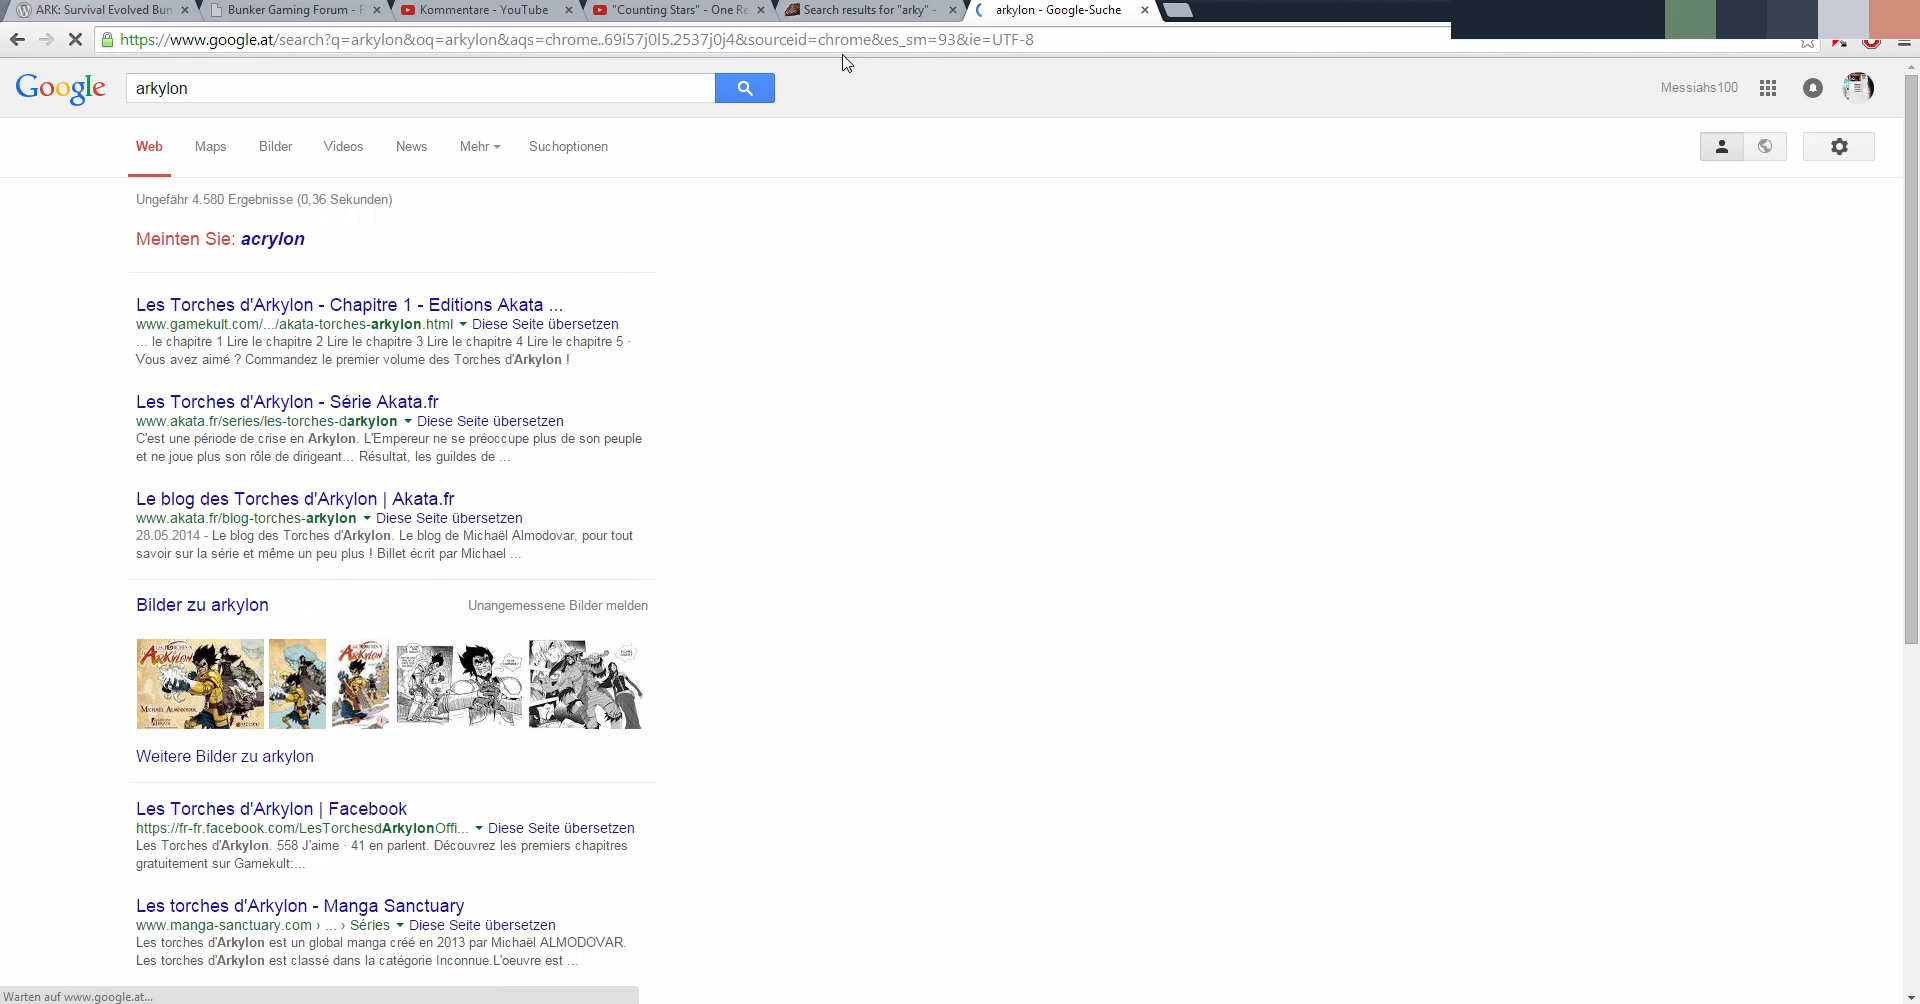 ARK: Survival Evolved Bun
Bunker Gaming Forum - F
Kommentare - YouTube
"Counting Stars" - One Re
Search results for "arky" -
arkylon - Google-Suche
https://www.google.at/search?q=arkylon&oq=arkylon&aqs=chrome..69i57j0l5.2537j0j4&sourceid=chrome&es_sm=93&ie=UTF-8
Google
arkylon
Messiahs100
Web Maps Bilder Videos News Mehr Suchoptionen
Ungefähr 4.580 Ergebnisse (0,36 Sekunden)
Meinten Sie: acrylon
Les Torches d'Arkylon - Chapitre 1 - Editions Akata ...
www.gamekult.com/.../akata-torches-arkylon.html Diese Seite übersetzen
... le chapitre 1 Lire le chapitre 2 Lire le chapitre 3 Lire le chapitre 4 Lire le chapitre 5 ·
Vous avez aimé ? Commandez le premier volume des Torches d'Arkylon !
Les Torches d'Arkylon - Série Akata.fr
www.akata.fr/series/les-torches-darkylon Diese Seite übersetzen
C'est une période de crise en Arkylon. L'Empereur ne se préoccupe plus de son peuple
et ne joue plus son rôle de dirigeant... Résultat, les guildes de ...
Le blog des Torches d'Arkylon | Akata.fr
www.akata.fr/blog-torches-arkylon Diese Seite übersetzen
28.05.2014 - Le blog des Torches d'Arkylon. Le blog de Michaël Almodovar, pour tout
savoir sur la série et même un peu plus ! Billet écrit par Michael ...
Bilder zu arkylon
Unangemessene Bilder melden
ARKYLON
MICHAËL ALMODOVAR
ARKYLON
Weitere Bilder zu arkylon
Les Torches d'Arkylon | Facebook
https://fr-fr.facebook.com/LesTorchesdArkylonOffi... Diese Seite übersetzen
Les Torches d'Arkylon. 558 J'aime · 41 en parlent. Découvrez les premiers chapitres
gratuitement sur Gamekult:...
Les torches d'Arkylon - Manga Sanctuary
www.manga-sanctuary.com › ... › Séries Diese Seite übersetzen
Les torches d'Arkylon est un global manga créé en 2013 par Michaël ALMODOVAR.
Les torches d'Arkylon est classé dans la catégorie Inconnue.L'oeuvre est ...
Warten auf www.google.at...